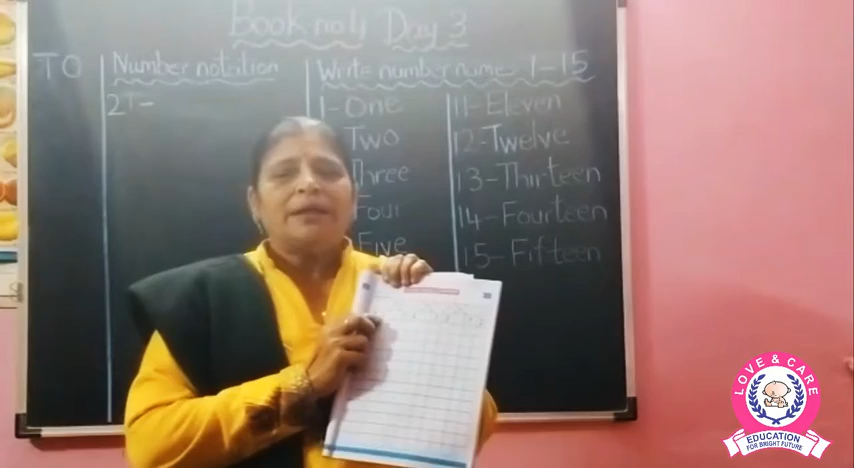 Book no 4 Day 3
TO
Number notation
Write number names 1-15
2T-
1-One
Two
Three
Four
Five
11-Eleven
12-Twelve
13-Thirteen
14-Fourteen
15-Fifteen
LOVE & CARE
EDUCATION
FOR BRIGHT FUTURE